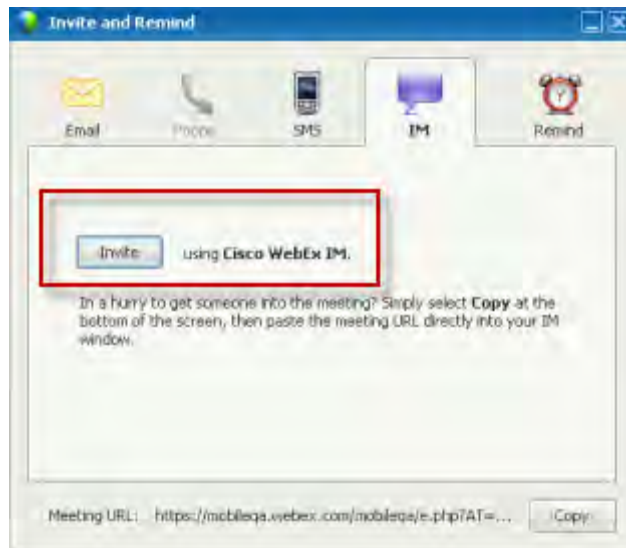 Invite and Remind
Email Phone SMS IM Remind
Invite using Cisco WebEx IM.
In a hurry to get someone into the meeting? Simply select Copy at the
bottom of the screen, then paste the meeting URL directly into your IM
window.
Meeting URL: https://mobileqa.webex.com/mobileqa/e.php?AT=... Copy